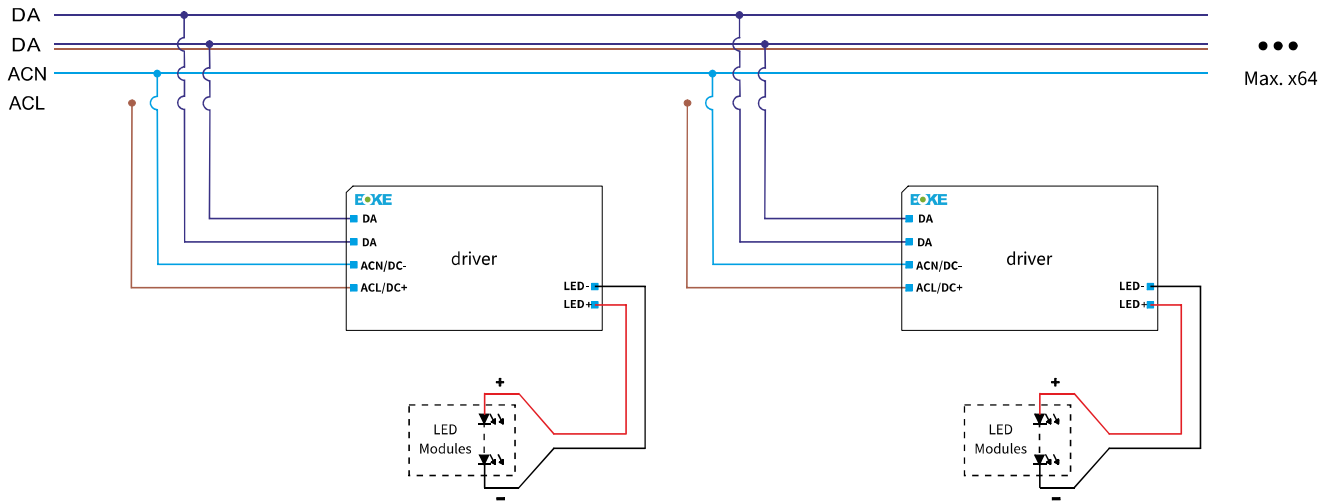 DA
DA
ACN
ACL
Max. x64
EOKE
DA
DA
ACN/DC-
ACL/DC+
driver
LED-
LED+
EOKE
DA
DA
ACN/DC-
ACL/DC+
driver
LED-
LED+
+
LED
Modules
-
+
LED
Modules
-